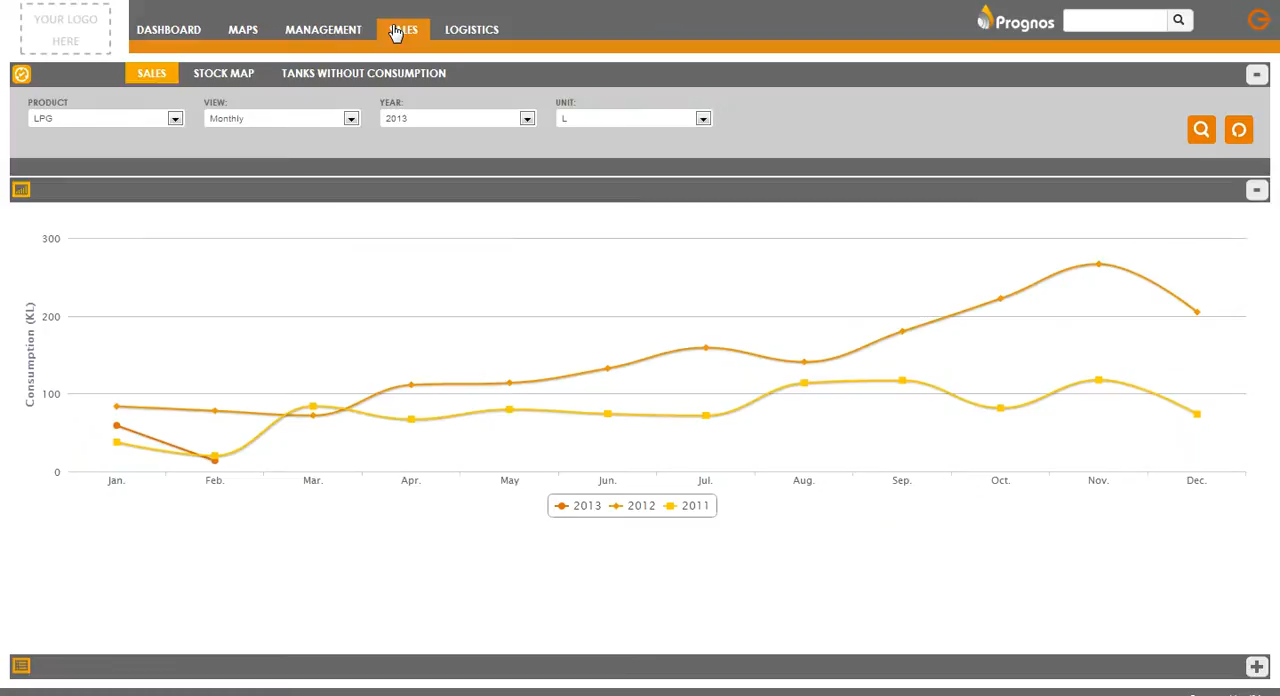 YOUR LOGO
HERE
DASHBOARD MAPS MANAGEMENT SALES LOGISTICS
Prognos
SALES STOCK MAP TANKS WITHOUT CONSUMPTION
PRODUCT VIEW: YEAR: UNIT:
LPG Monthly 2013 L
Consumption (KL)
300
200
100
0
Jan. Feb. Mar. Apr. May Jun. Jul. Aug. Sep. Oct. Nov. Dec.
2013 2012 2011